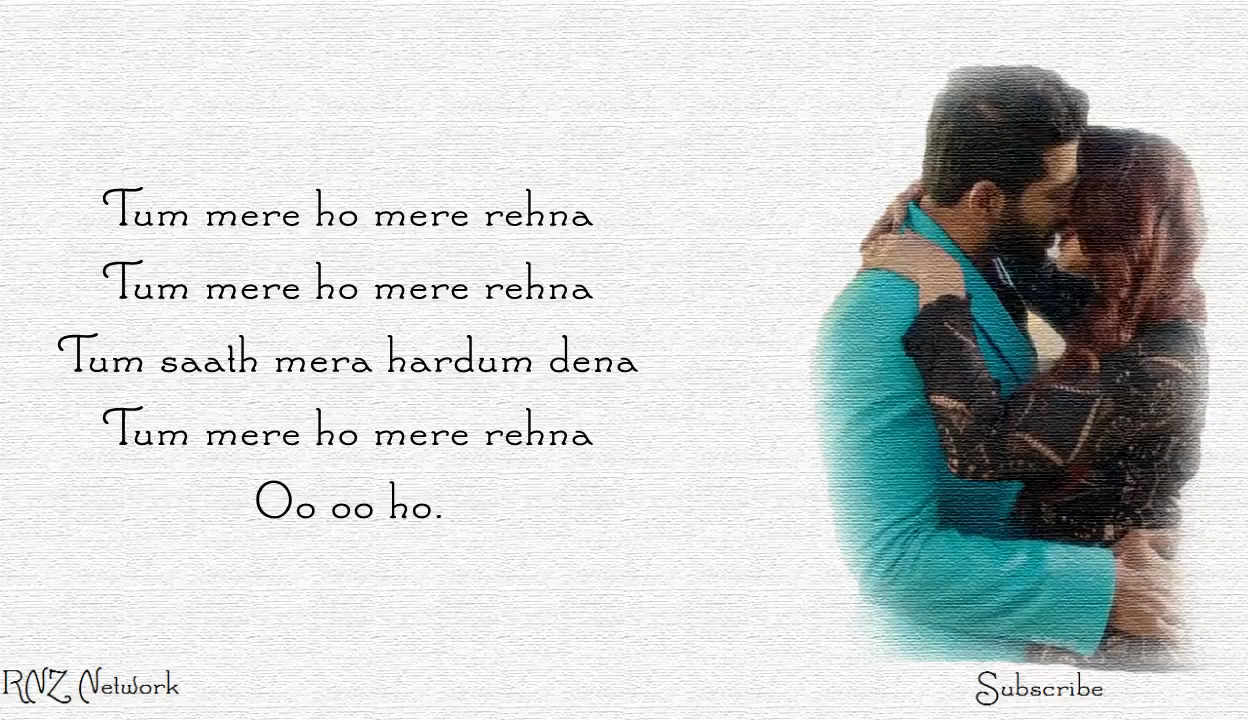 Tum mere ho mere rehna
Tum mere ho mere rehna
Tum saath mera hardum dena
Tum mere ho mere rehna
Oo oo ho.
RNZ Network
Subscribe